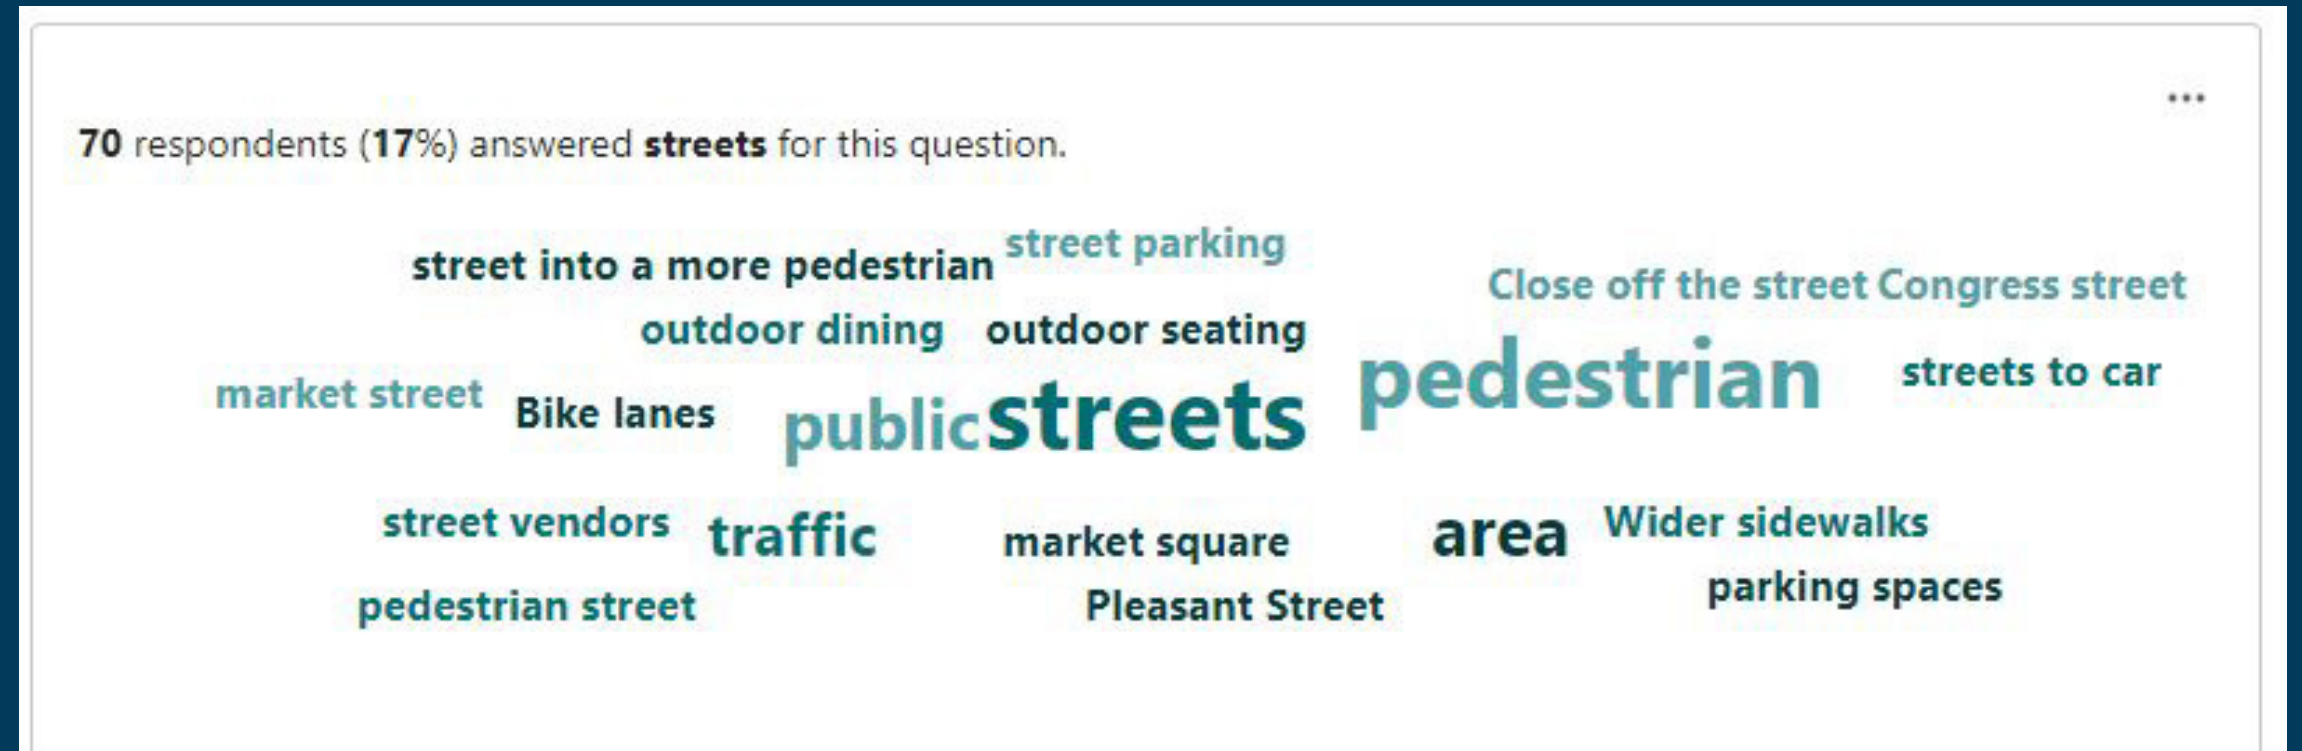 ...
70 respondents (17%) answered streets for this question.
street parking
street into a more pedestrian
Close off the street Congress street
outdoor dining outdoor seating
pedestrian streets to car
market street Bike lanes public streets
street vendors traffic market square area Wider sidewalks
parking spaces
pedestrian street Pleasant Street